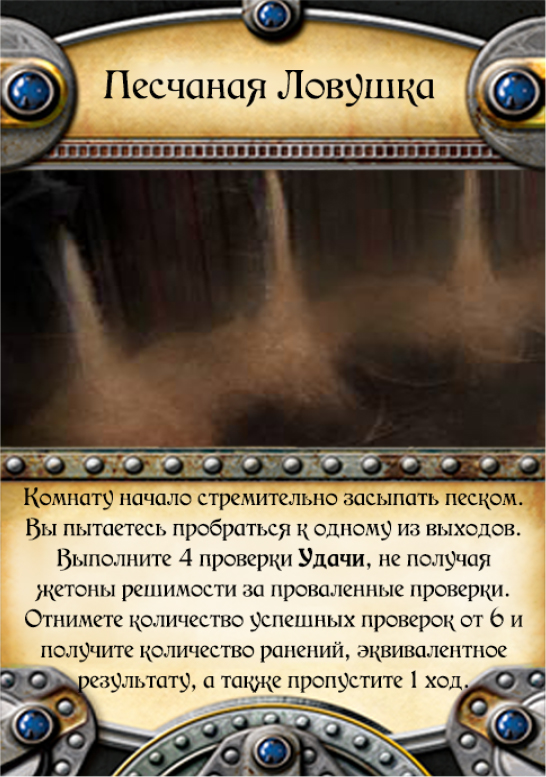 Песчаная Ловушка
Комнату начало стремительно засыпать песком.
Вы пытаетесь пробраться к одному из выходов.
Выполните 4 проверки Удачи, не получая
жетоны решимости за проваленные проверки.
Отнимете количество успешных проверок от 6 и
получите количество ранений, эквивалентное
результату, а также пропустите 1 ход.